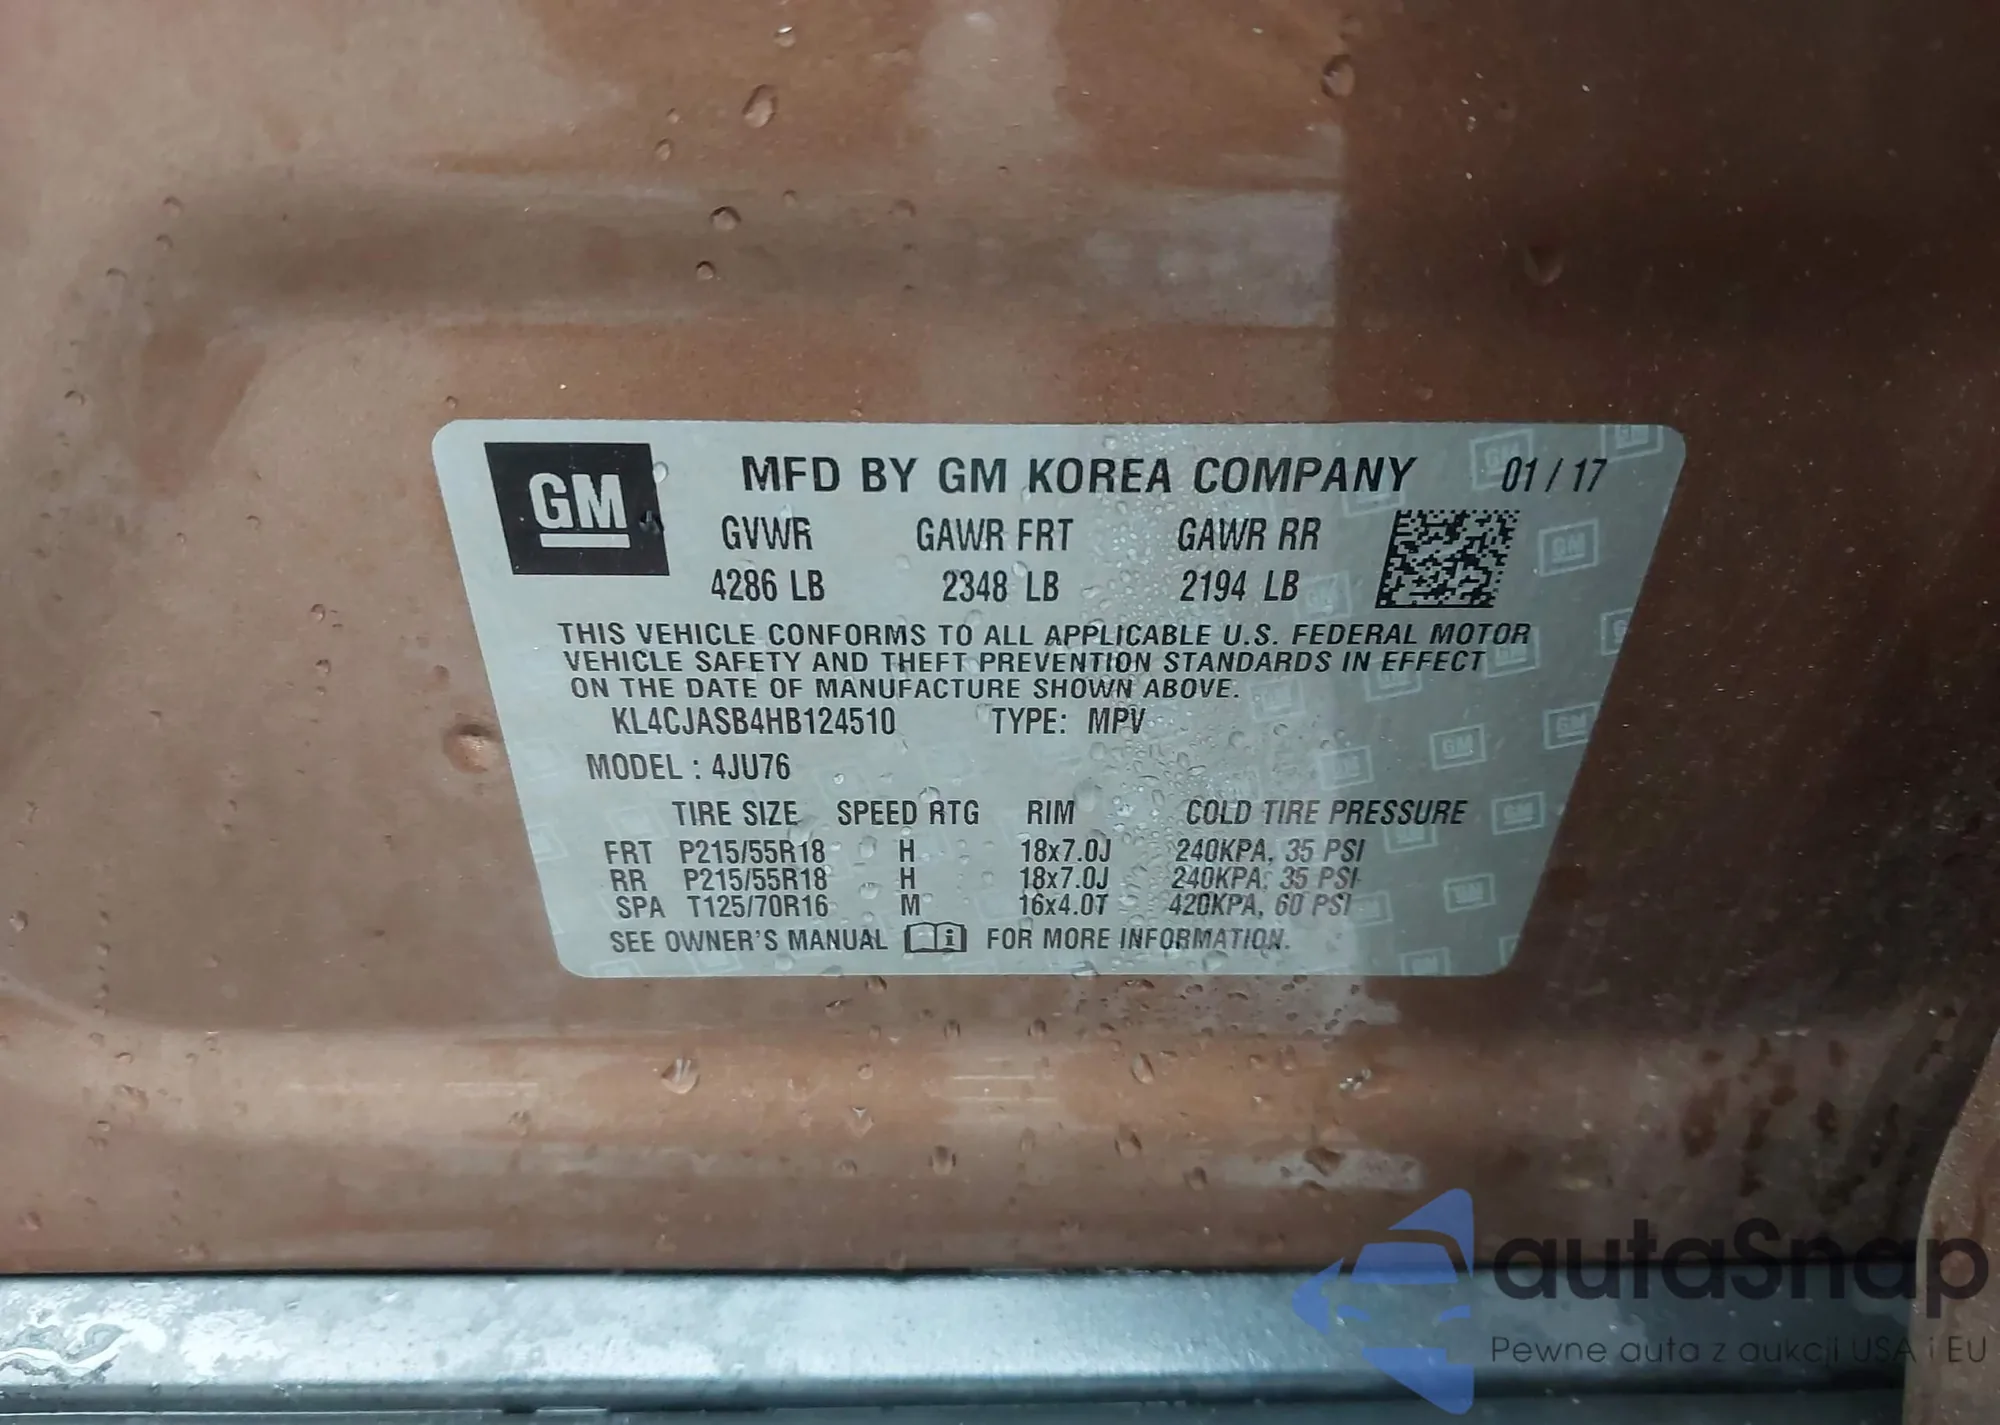 GM
MFD BY GM KOREA COMPANY 01 / 17
GVWR GAWR FRT GAWR RR
4286 LB 2348 LB 2194 LB
THIS VEHICLE CONFORMS TO ALL APPLICABLE U.S. FEDERAL MOTOR
VEHICLE SAFETY AND THEFT PREVENTION STANDARDS IN EFFECT
ON THE DATE OF MANUFACTURE SHOWN ABOVE.
KL4CJASB4HB124510 TYPE: MPV
MODEL : 4JU76
TIRE SIZE SPEED RTG RIM COLD TIRE PRESSURE
FRT P215/55R18 H 18x7.0J 240KPA, 35 PSI
RR P215/55R18 H 18x7.0J 240KPA, 35 PSI
SPA T125/70R16 M 16x4.0T 420KPA, 60 PSI
SEE OWNER'S MANUAL i FOR MORE INFORMATION.
autaSnap
Pewne auta z aukcji USA i EU